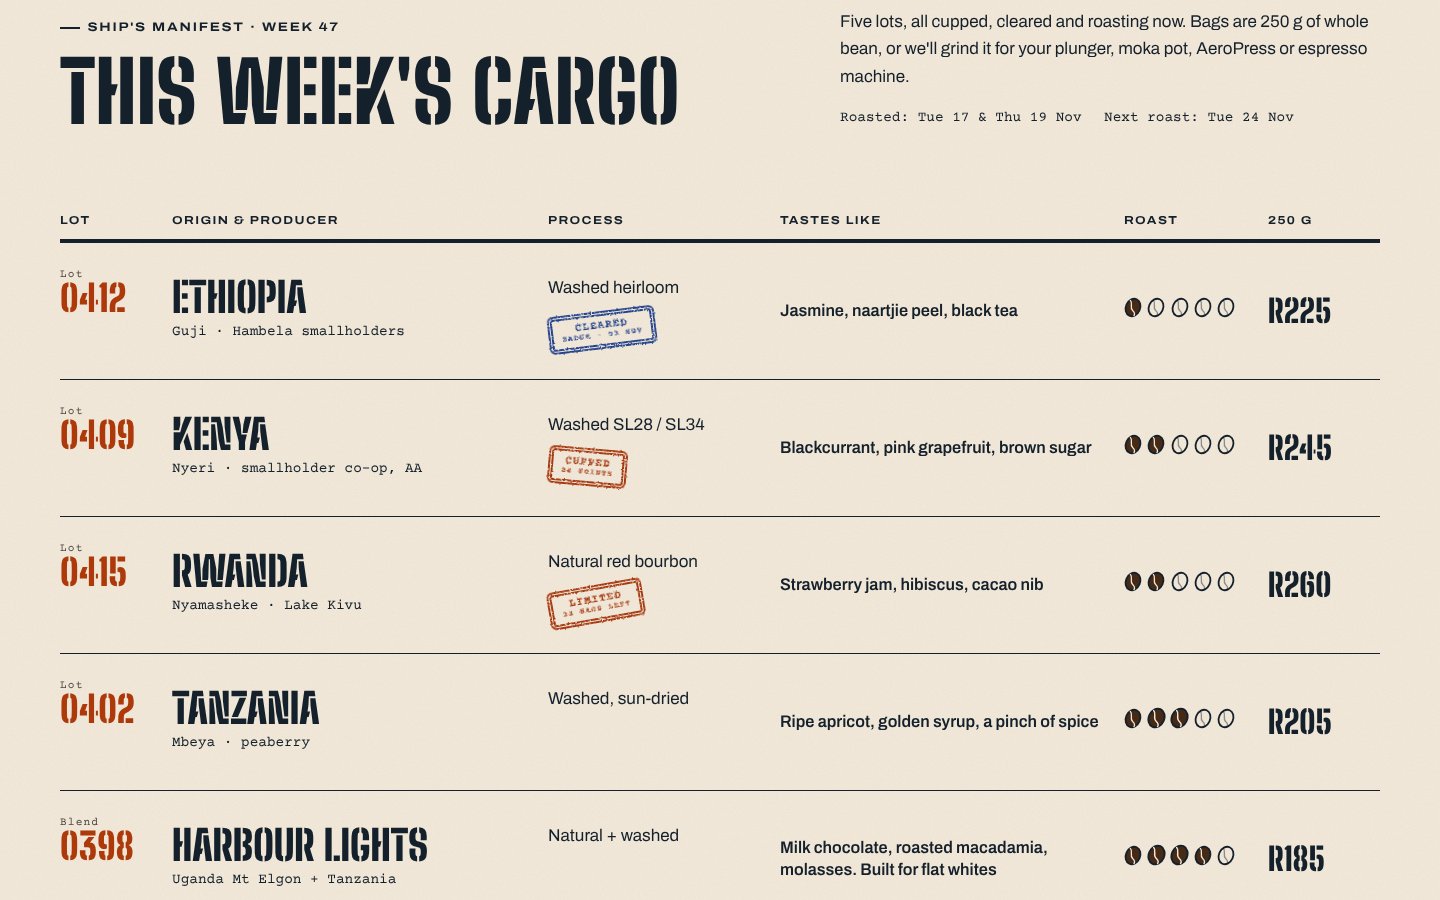 SHIP'S MANIFEST · WEEK 47
THIS WEEK'S CARGO
Five lots, all cupped, cleared and roasting now. Bags are 250 g of whole
bean, or we'll grind it for your plunger, moka pot, AeroPress or espresso
machine.
Roasted: Tue 17 & Thu 19 Nov Next roast: Tue 24 Nov
LOT ORIGIN & PRODUCER PROCESS TASTES LIKE ROAST 250 G
Lot
0412
ETHIOPIA
Guji · Hambela smallholders
Washed heirloom
CLEARED
Jasmine, naartjie peel, black tea
R225
Lot
0409
KENYA
Nyeri · smallholder co-op, AA
Washed SL28 / SL34
CUPPED
POINTS
Blackcurrant, pink grapefruit, brown sugar
R245
Lot
0415
RWANDA
Nyamasheke · Lake Kivu
Natural red bourbon
LIMITED
BAGS LEFT
Strawberry jam, hibiscus, cacao nib
R260
Lot
0402
TANZANIA
Mbeya · peaberry
Washed, sun-dried
Ripe apricot, golden syrup, a pinch of spice
R205
Blend
0398
HARBOUR LIGHTS
Uganda Mt Elgon + Tanzania
Natural + washed
Milk chocolate, roasted macadamia,
molasses. Built for flat whites
R185